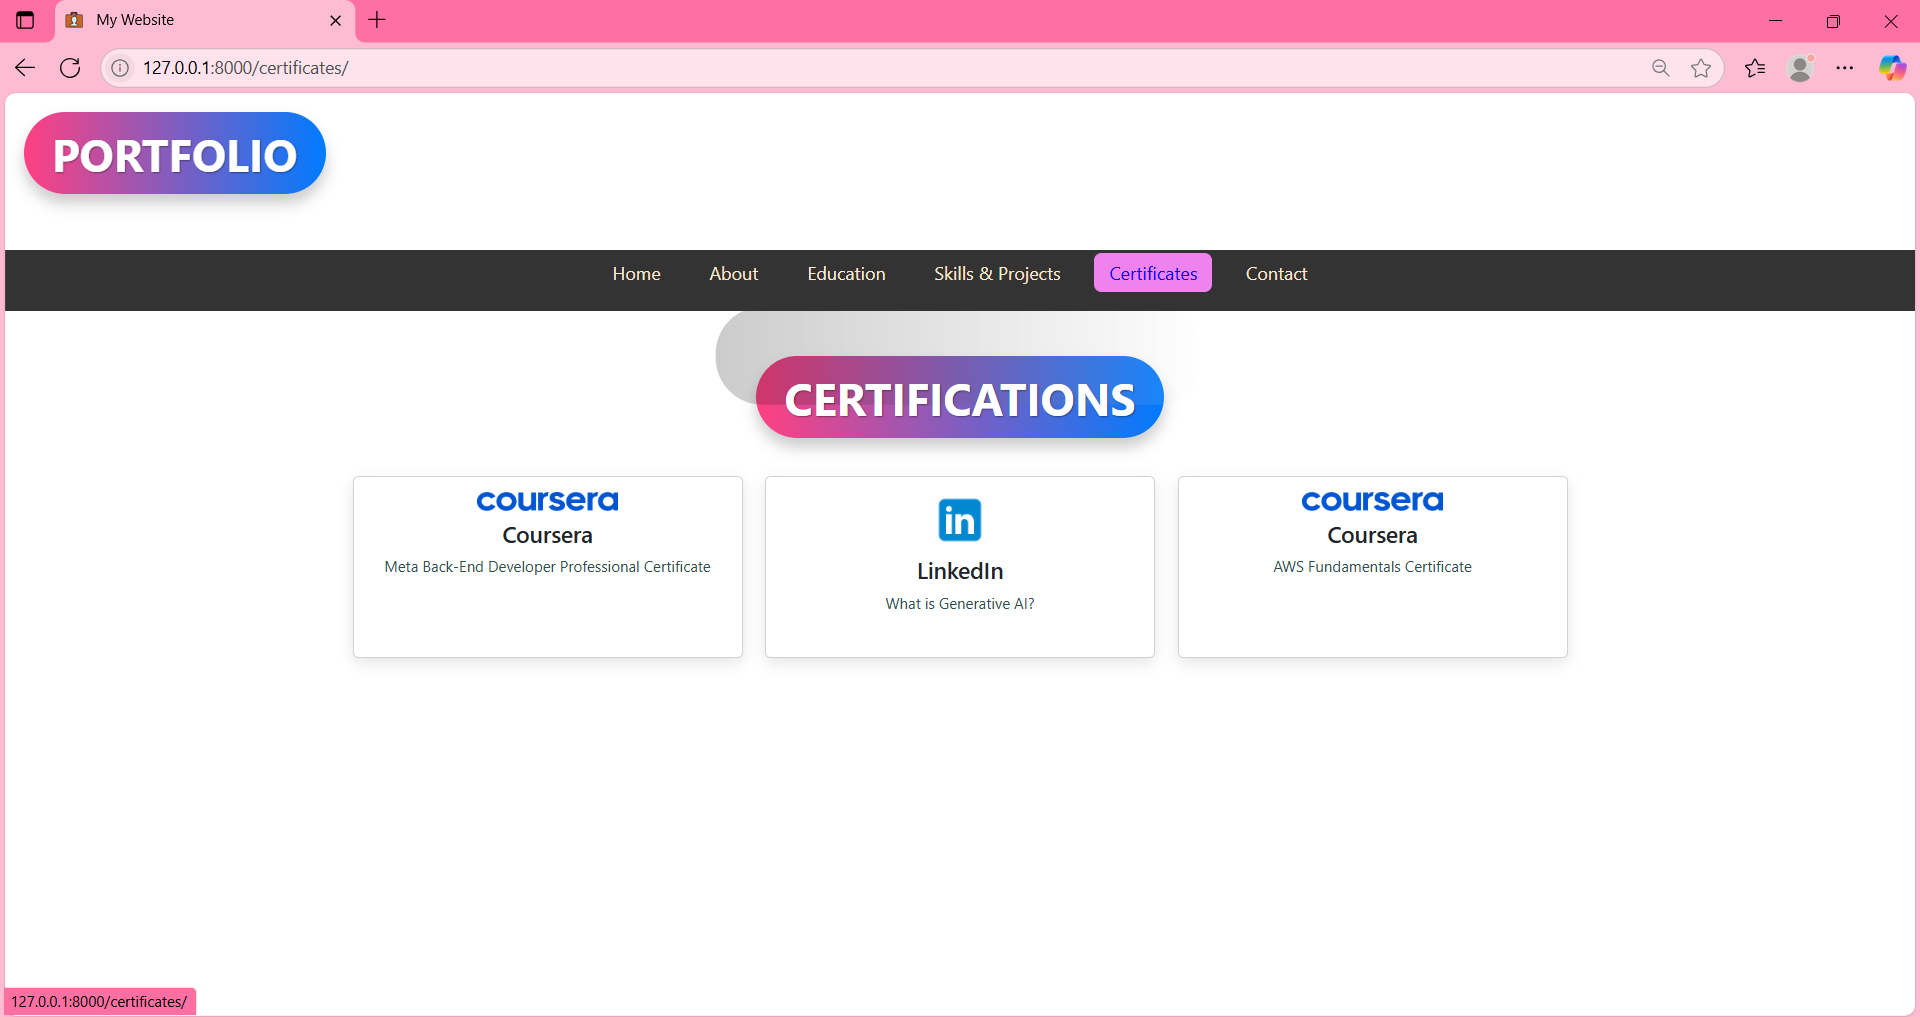 My Website
127.0.0.1:8000/certificates/
PORTFOLIO
Home About Education Skills & Projects Certificates Contact
CERTIFICATIONS
coursera
Coursera
Meta Back-End Developer Professional Certificate
in
LinkedIn
What is Generative AI?
coursera
Coursera
AWS Fundamentals Certificate
127.0.0.1:8000/certificates/